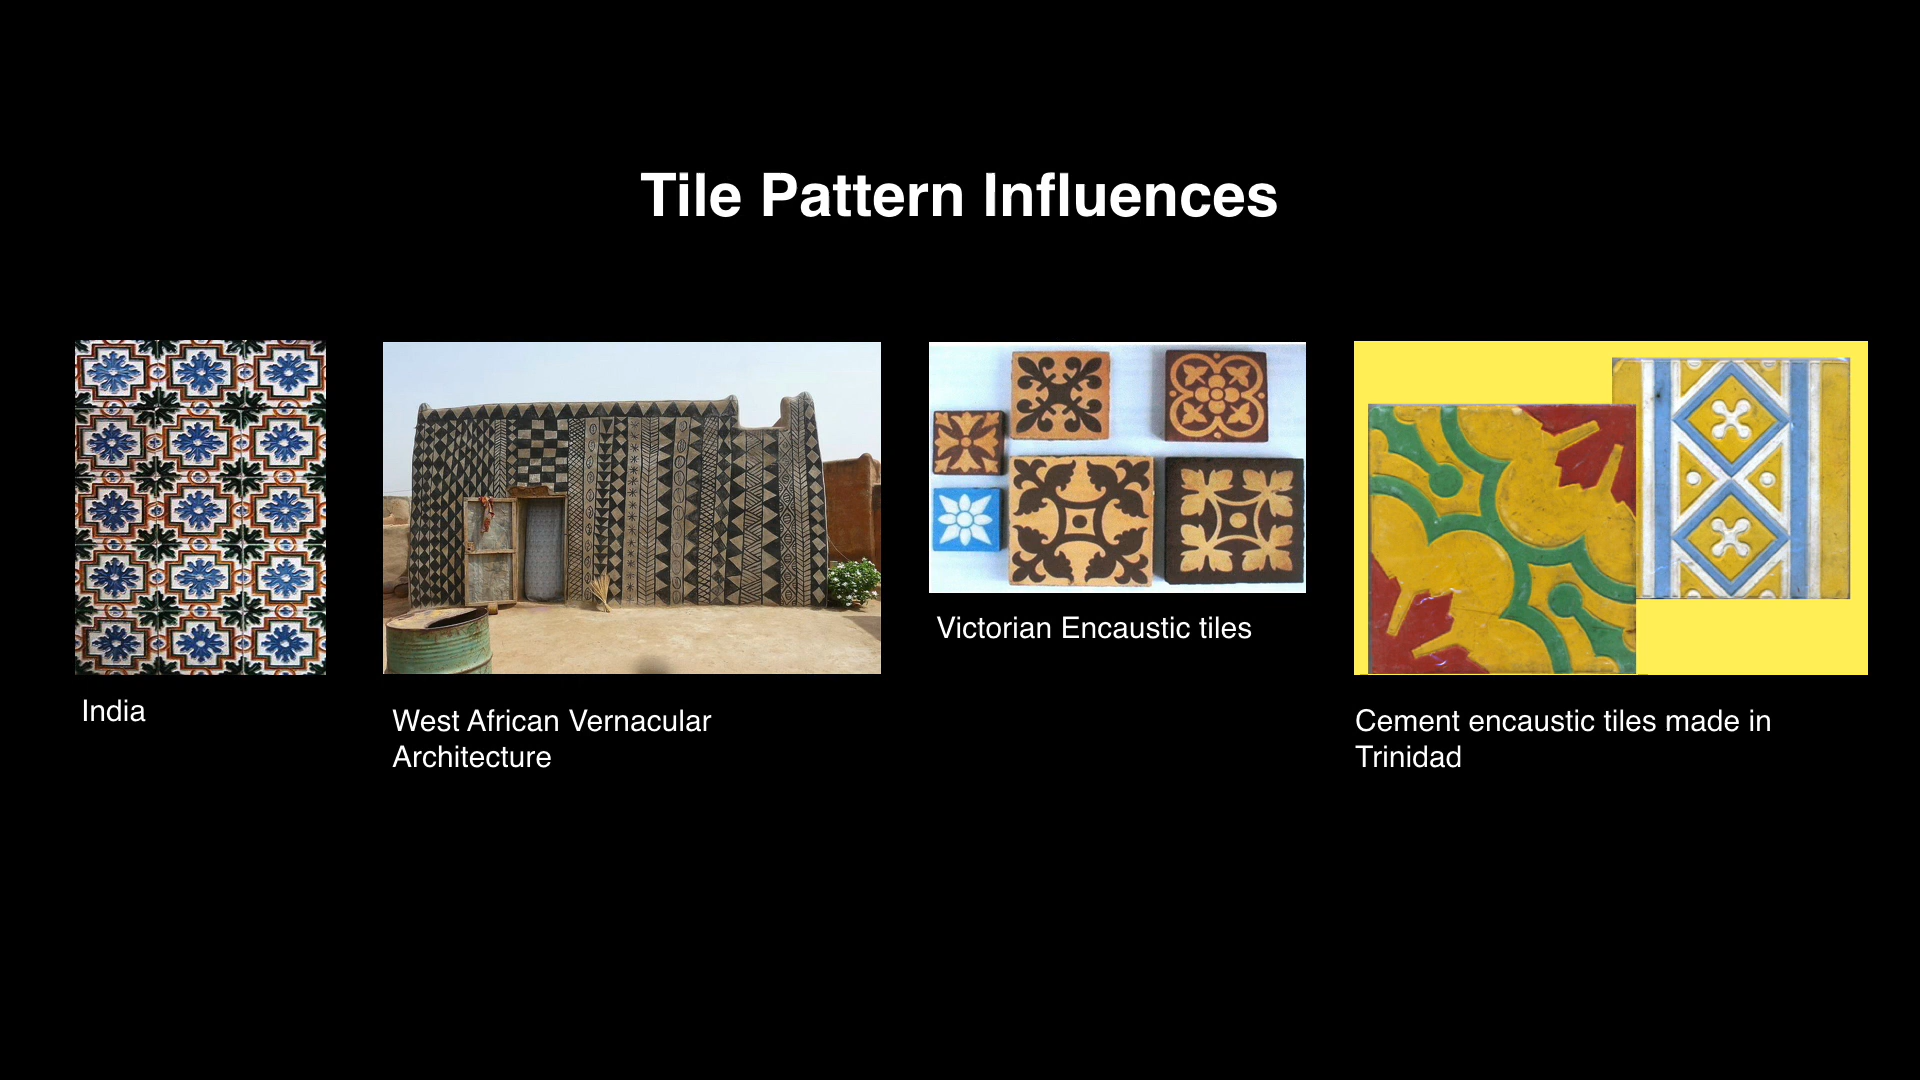 Tile Pattern Influences
India
West African Vernacular
Architecture
Victorian Encaustic tiles
Cement encaustic tiles made in
Trinidad